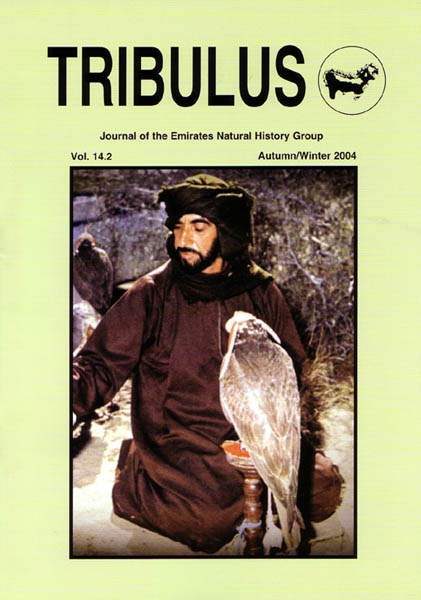 TRIBULUS
Journal of the Emirates Natural History Group
Vol. 14.2 Autumn/Winter 2004